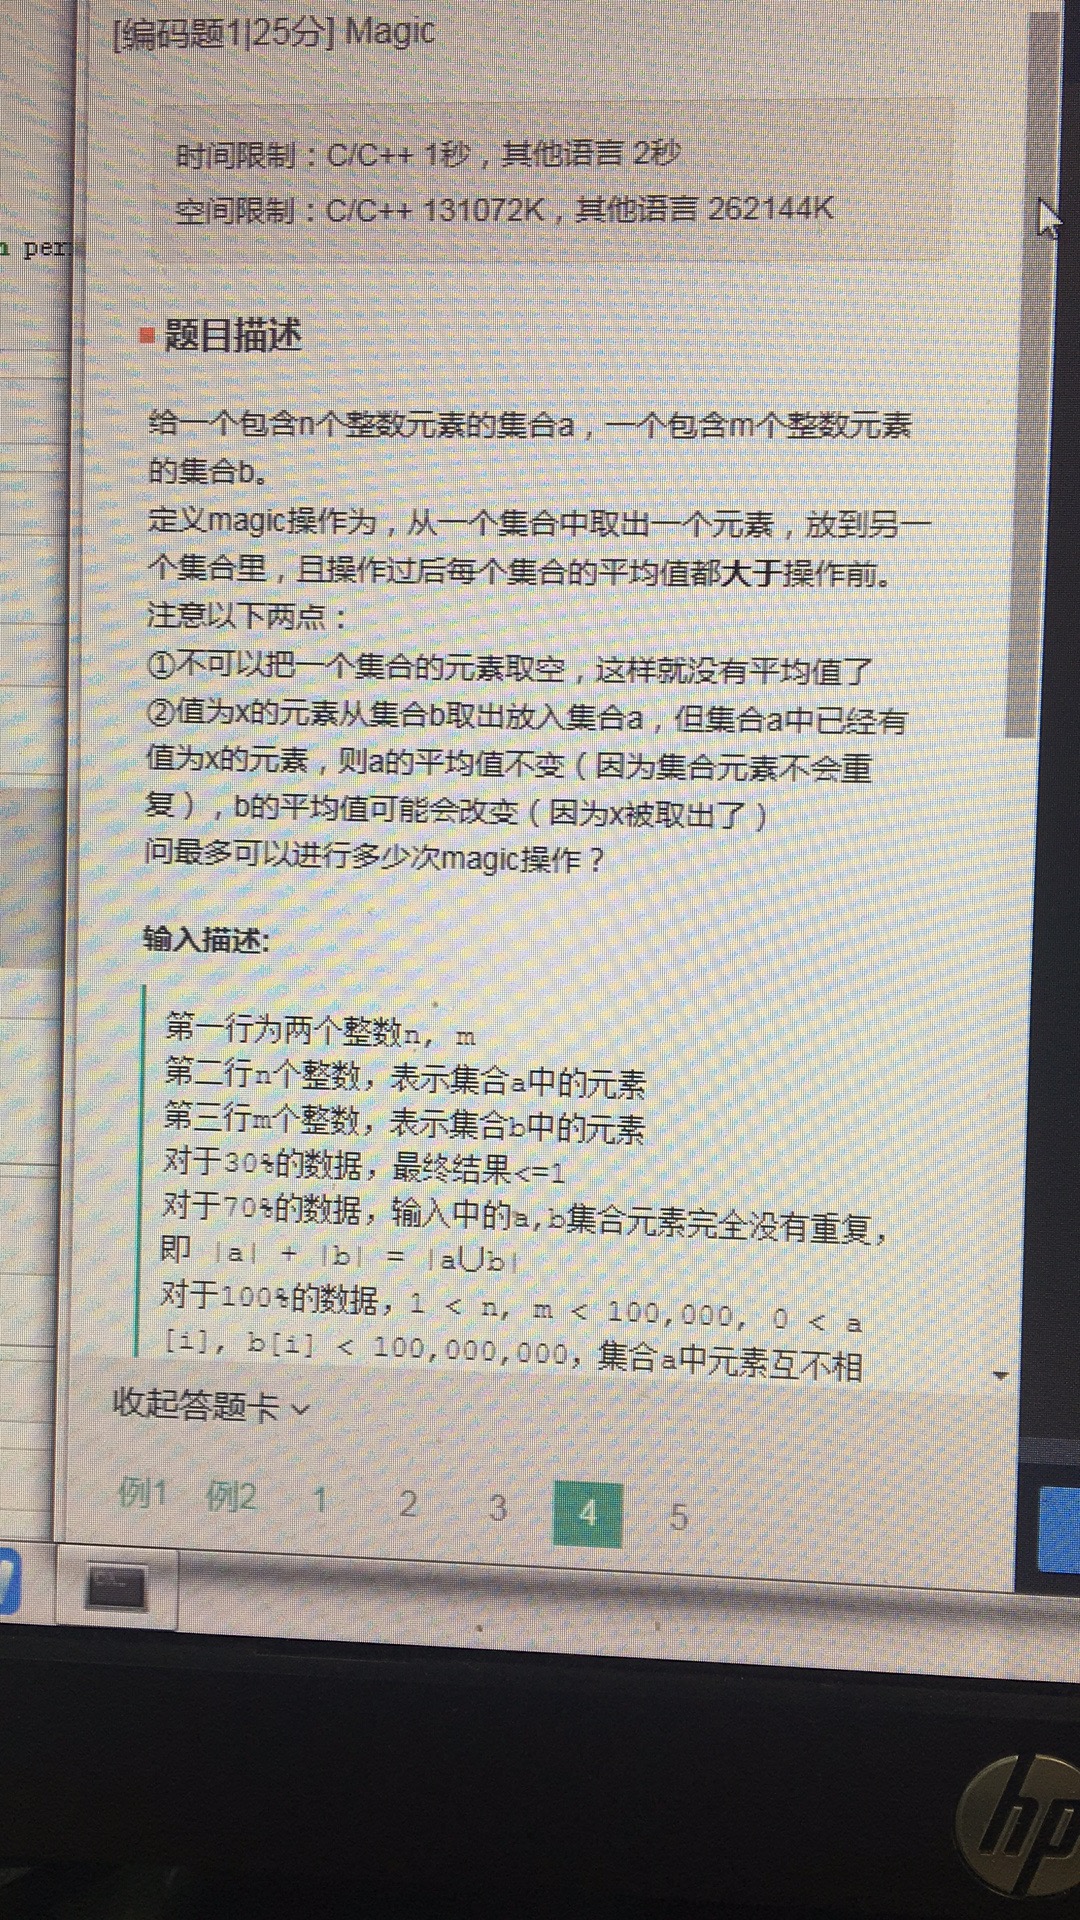 [编码题1|25分] Magic
时间限制：C/C++ 1秒，其他语言 2秒
空间限制：C/C++ 131072K，其他语言 262144K
per
题目描述
给一个包含n个整数元素的集合a，一个包含m个整数元素
的集合b。
定义magic操作为，从一个集合中取出一个元素，放到另一
个集合里，且操作过后每个集合的平均值都大于操作前。
注意以下两点：
①不可以把一个集合的元素取空，这样就没有平均值了
②值为x的元素从集合b取出放入集合a，但集合a中已经有
值为x的元素，则a的平均值不变（因为集合元素不会重
复），b的平均值可能会改变（因为x被取出了）
问最多可以进行多少次magic操作？
输入描述:
第一行为两个整数n, m
第二行n个整数，表示集合a中的元素
第三行m个整数，表示集合b中的元素
对于30%的数据，最终结果<=1
对于70%的数据，输入中的a,b集合元素完全没有重复，
即 |a| + |b| = |a∪b|
对于100%的数据，1 < n, m < 100,000, 0 < a
[i], b[i] < 100,000,000，集合a中元素互不相
收起答题卡
例1 例2 1 2 3 4 5
hp